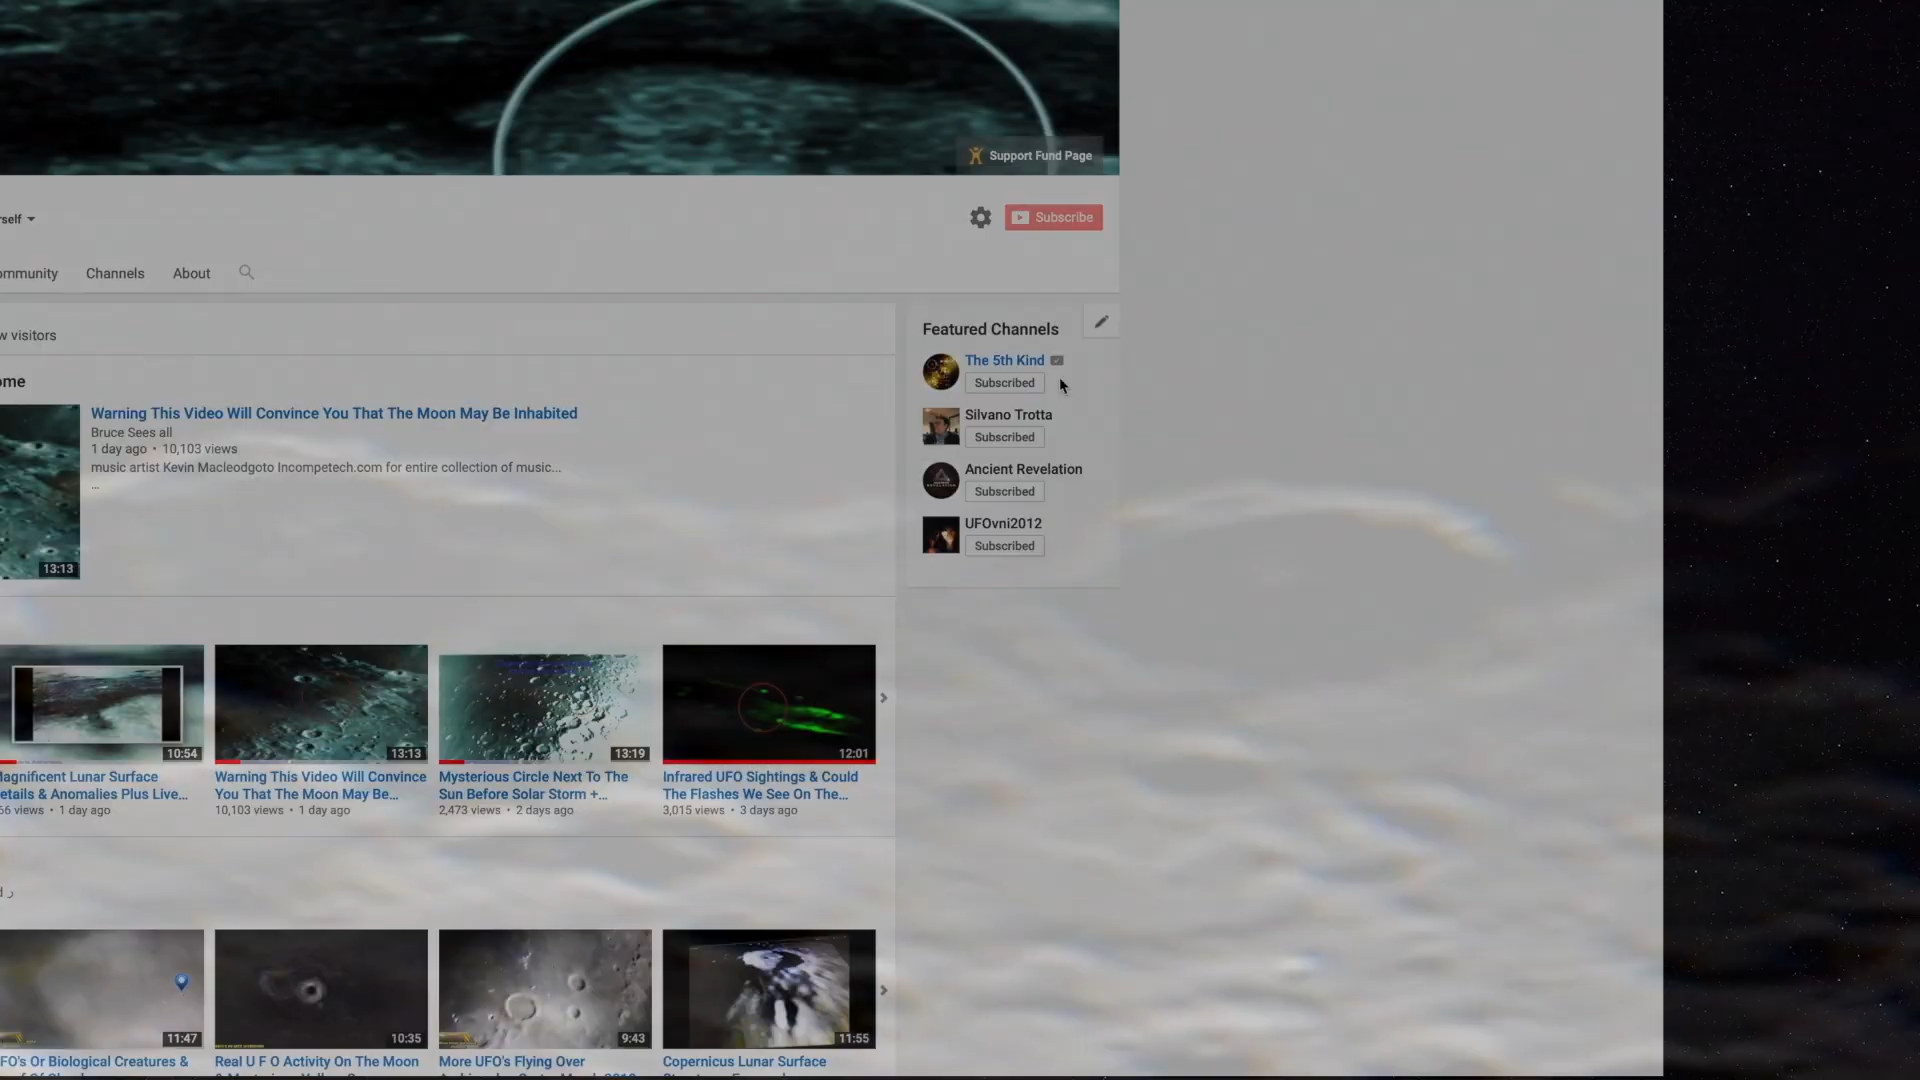 Support Fund Page
rself
Subscribe
ommunity Channels About
w visitors
Featured Channels
The 5th Kind
Subscribed
ome
Warning This Video Will Convince You That The Moon May Be Inhabited
Silvano Trotta
Bruce Sees all
Subscribed
1 day ago • 10,103 views
music artist Kevin Macleodgoto Incompetech.com for entire collection of music...
Ancient Revelation
...
Subscribed
UFOvni2012
Subscribed
13:13
10:54 13:13 13:19 12:01
Magnificent Lunar Surface
etails & Anomalies Plus Live...
66 views • 1 day ago
Warning This Video Will Convince
You That The Moon May Be...
10,103 views • 1 day ago
Mysterious Circle Next To The
Sun Before Solar Storm +...
2,473 views • 2 days ago
Infrared UFO Sightings & Could
The Flashes We See On The...
3,015 views • 3 days ago
11:47 10:35 9:43 11:55
FO's Or Biological Creatures &
Real U F O Activity On The Moon
More UFO's Flying Over
Copernicus Lunar Surface